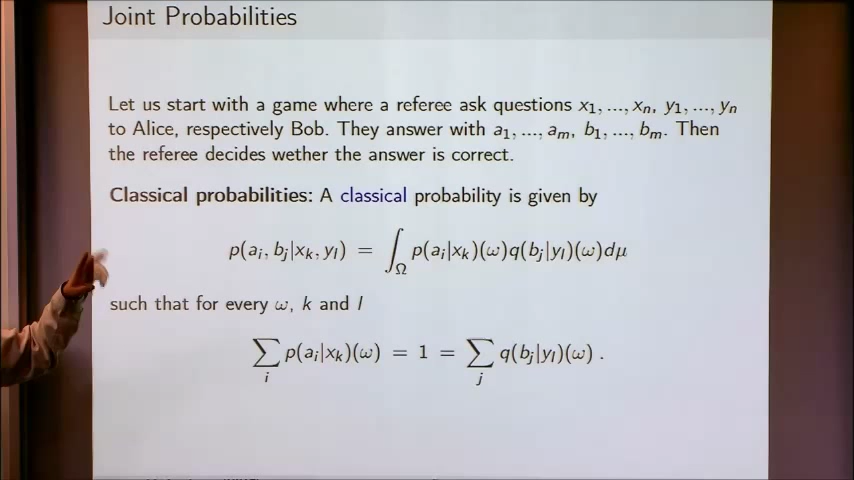 Joint Probabilities
Let us start with a game where a referee ask questions x₁, ..., xₙ, y₁, ..., yₙ
to Alice, respectively Bob. They answer with a₁, ..., aₘ, b₁, ..., bₘ. Then
the referee decides wether the answer is correct.
Classical probabilities: A classical probability is given by
p(aᵢ, bⱼ|xₖ, yₗ) = ∫_Ω p(aᵢ|xₖ)(ω)q(bⱼ|yₗ)(ω)dμ
such that for every ω, k and l
∑_i p(aᵢ|xₖ)(ω) = 1 = ∑_j q(bⱼ|yₗ)(ω) .